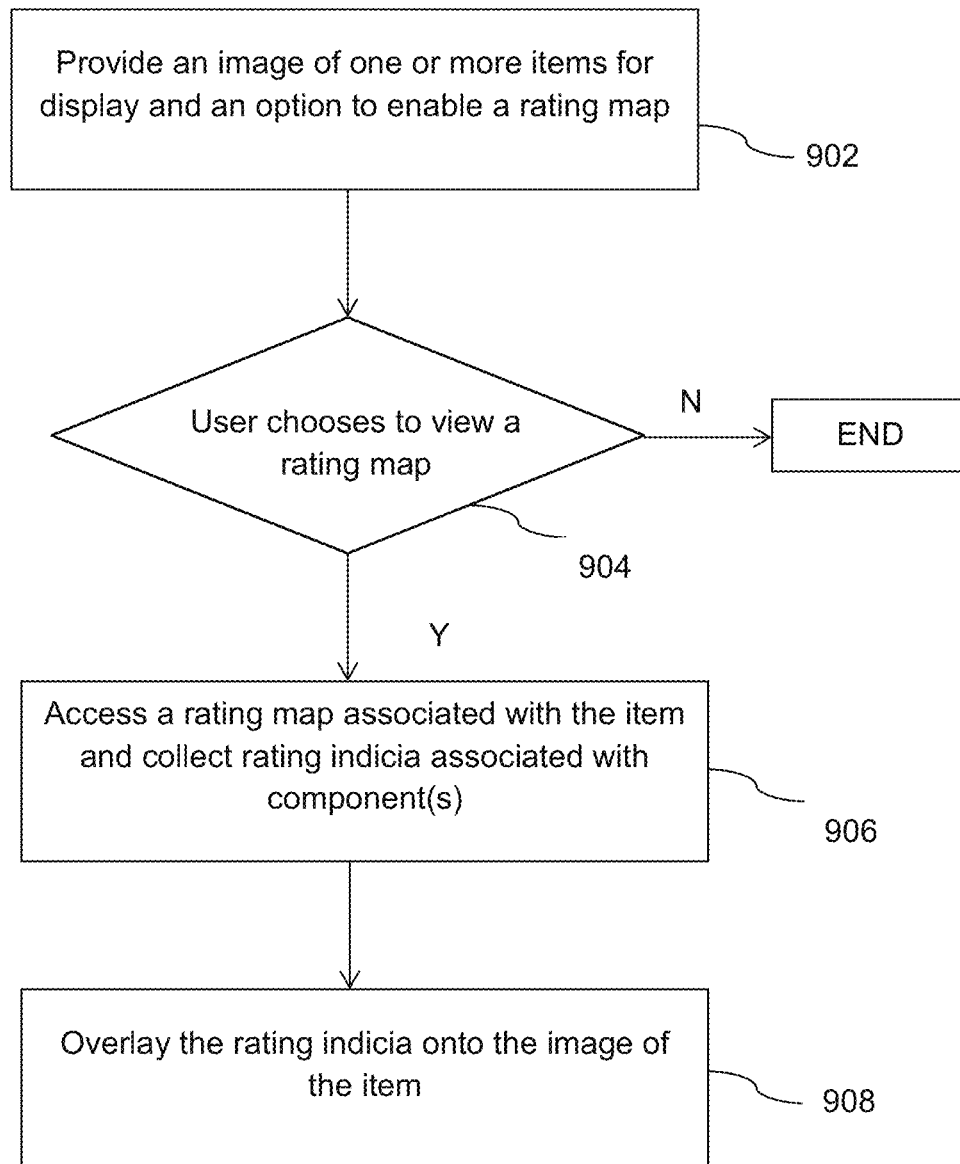 Provide an image of one or more items for
display and an option to enable a rating map
902
User chooses to view a
rating map
N
END
904
Y
Access a rating map associated with the item
and collect rating indicia associated with
component(s)
906
Overlay the rating indicia onto the image of
the item
908